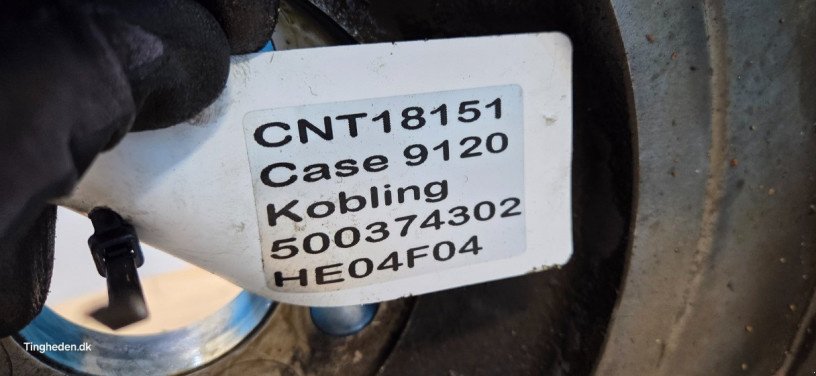 CNT18151
Case 9120
Kobling
500374302
HE04F04
Tingheden.dk